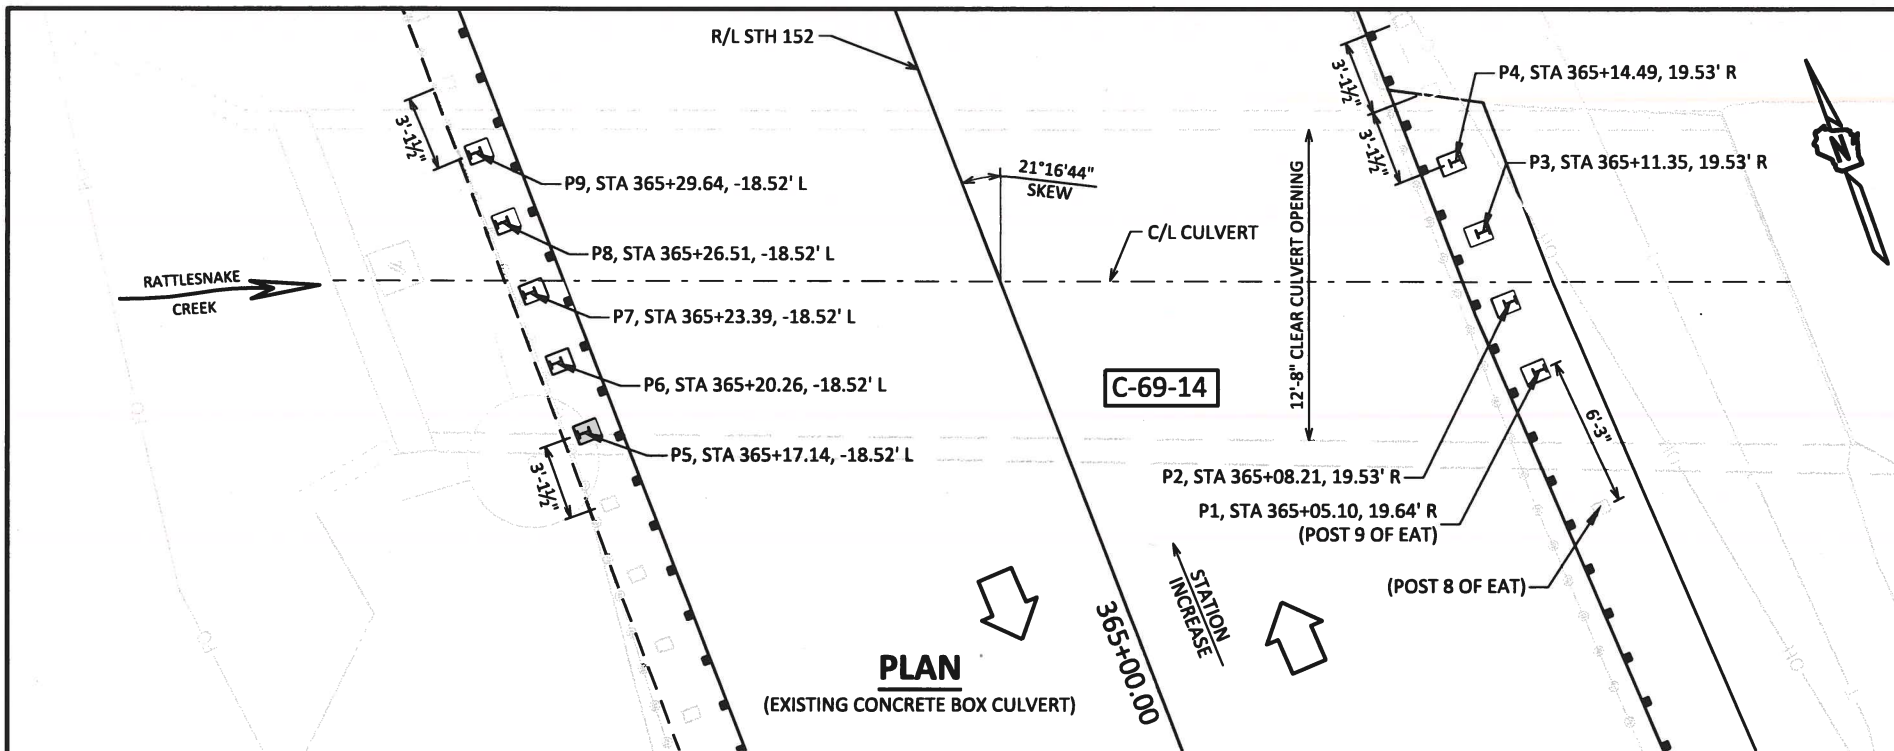 R/L STH 152
3'-1½"
P4, STA 365+14.49, 19.53' R
3'-1½"
3'-1½"
P3, STA 365+11.35, 19.53' R
N
P9, STA 365+29.64, -18.52' L
21°16'44"
SKEW
12'-8" CLEAR CULVERT OPENING
C/L CULVERT
P8, STA 365+26.51, -18.52' L
RATTLESNAKE
CREEK
P7, STA 365+23.39, -18.52' L
P6, STA 365+20.26, -18.52' L
C-69-14
6'-3"
P5, STA 365+17.14, -18.52' L
3'-1½"
P2, STA 365+08.21, 19.53' R
P1, STA 365+05.10, 19.64' R
(POST 9 OF EAT)
(POST 8 OF EAT)
STATION
INCREASE
365+00.00
PLAN
(EXISTING CONCRETE BOX CULVERT)